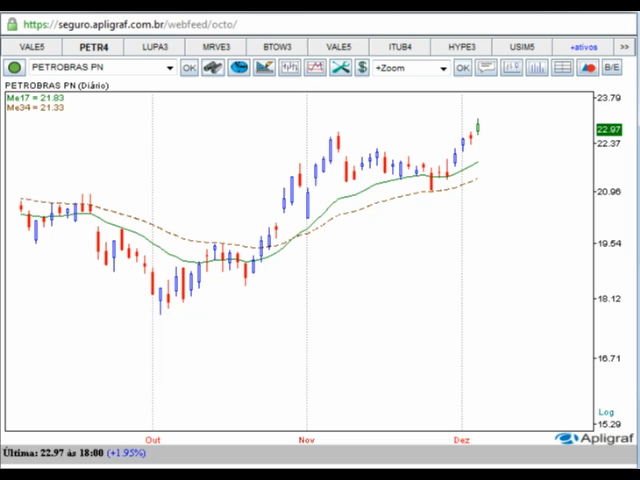 https://seguro.apligraf.com.br/webfeed/octo/
VALE5 PETR4 LUPA3 MRVE3 BTOW3 VALE5 ITUB4 HYPE3 USIM5 +ativos >>
PETROBRAS PN OK $ +Zoom OK B/E
PETROBRAS PN (Diário)
Me17 = 21.83
Me34 = 21.33
23.79
22.97
22.37
20.96
19.54
18.12
16.71
Log
15.29
Out Nov Dez
Apligraf
Última: 22.97 ás 18:00 (+1.95%)